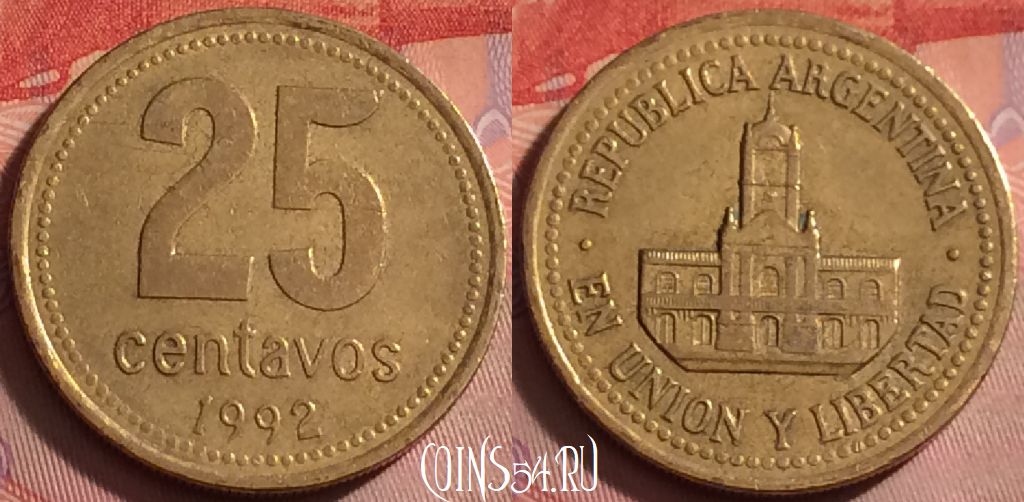 25
centavos
1992
REPUBLICA ARGENTINA
EN UNION Y LIBERTAD
COINS54.RU